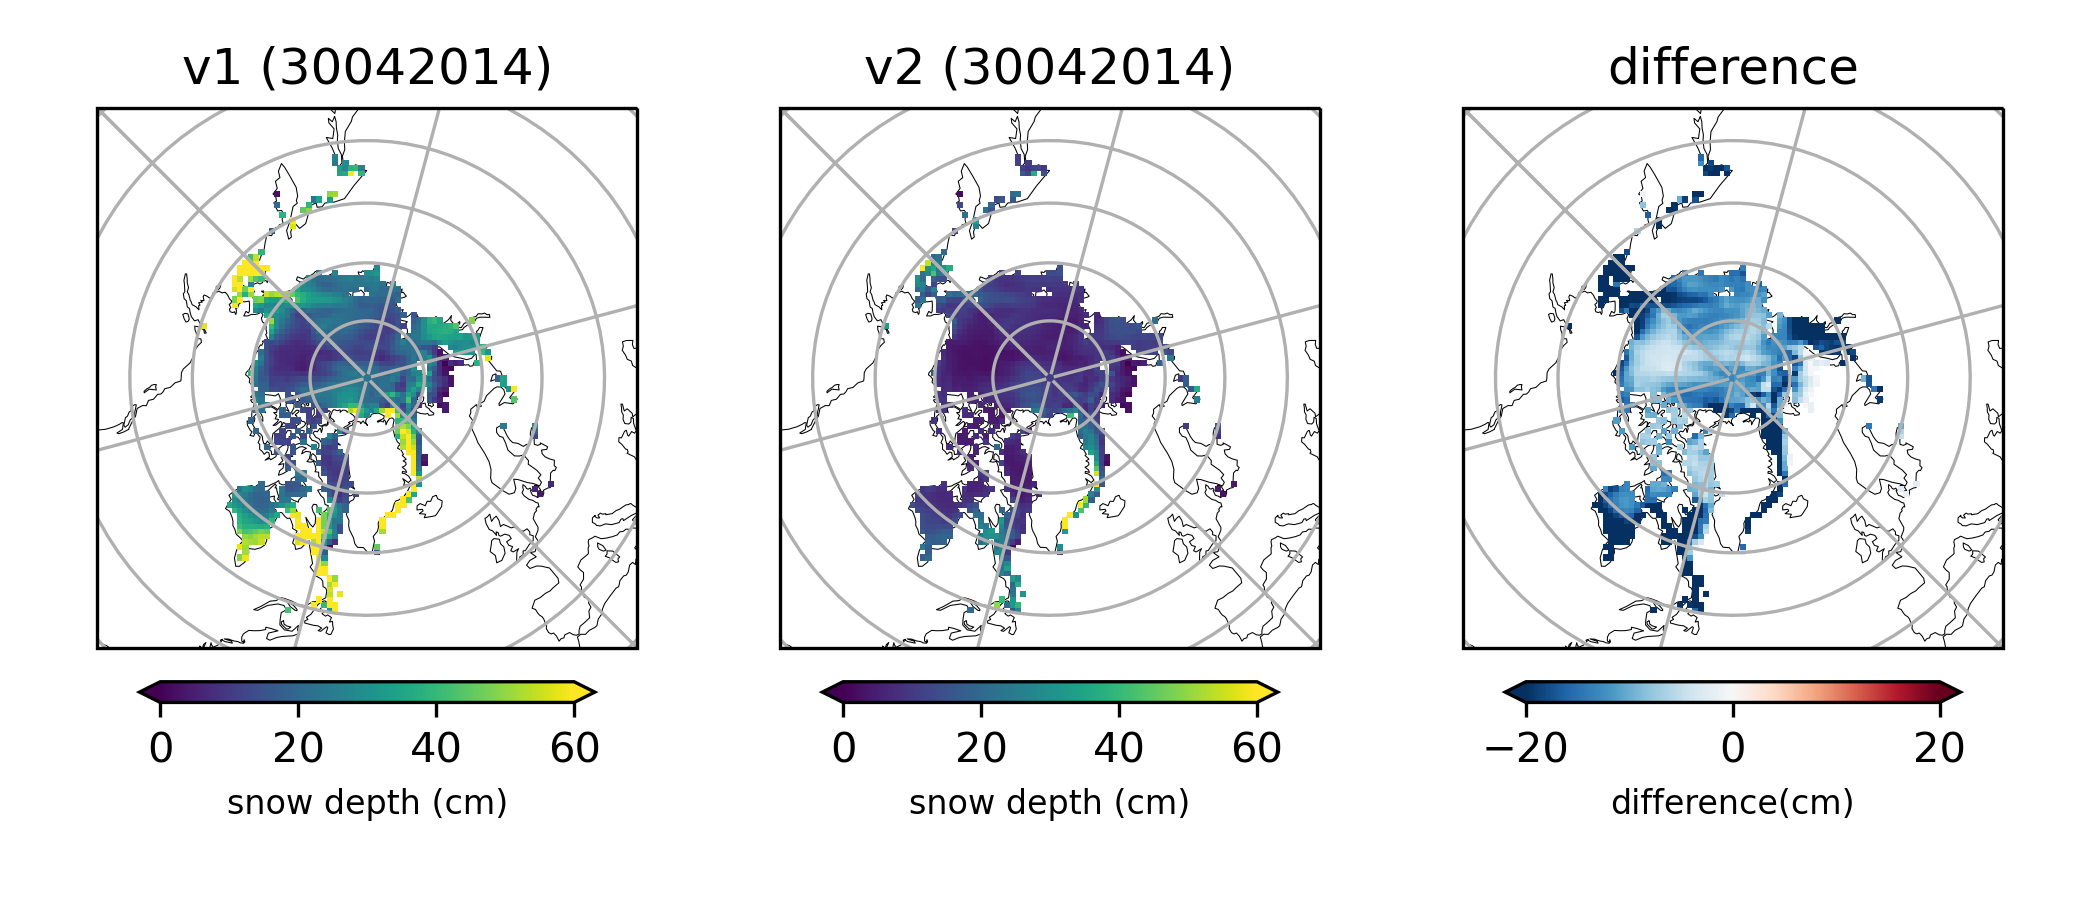 v1 (30042014)
v2 (30042014)
difference
0 20 40 60
snow depth (cm)
0 20 40 60
snow depth (cm)
−20 0 20
difference(cm)